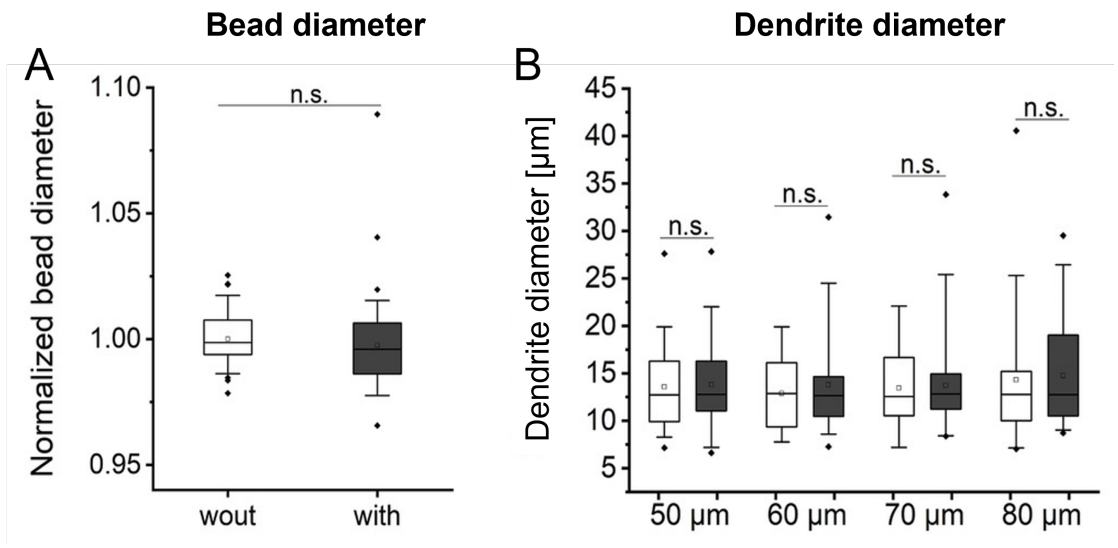 Bead diameter
Dendrite diameter
A
B
Normalized bead diameter
1.10
1.05
1.00
0.95
n.s.
wout
with
Dendrite diameter [µm]
45
40
35
30
25
20
15
10
5
n.s.
n.s.
n.s.
n.s.
50 µm
60 µm
70 µm
80 µm